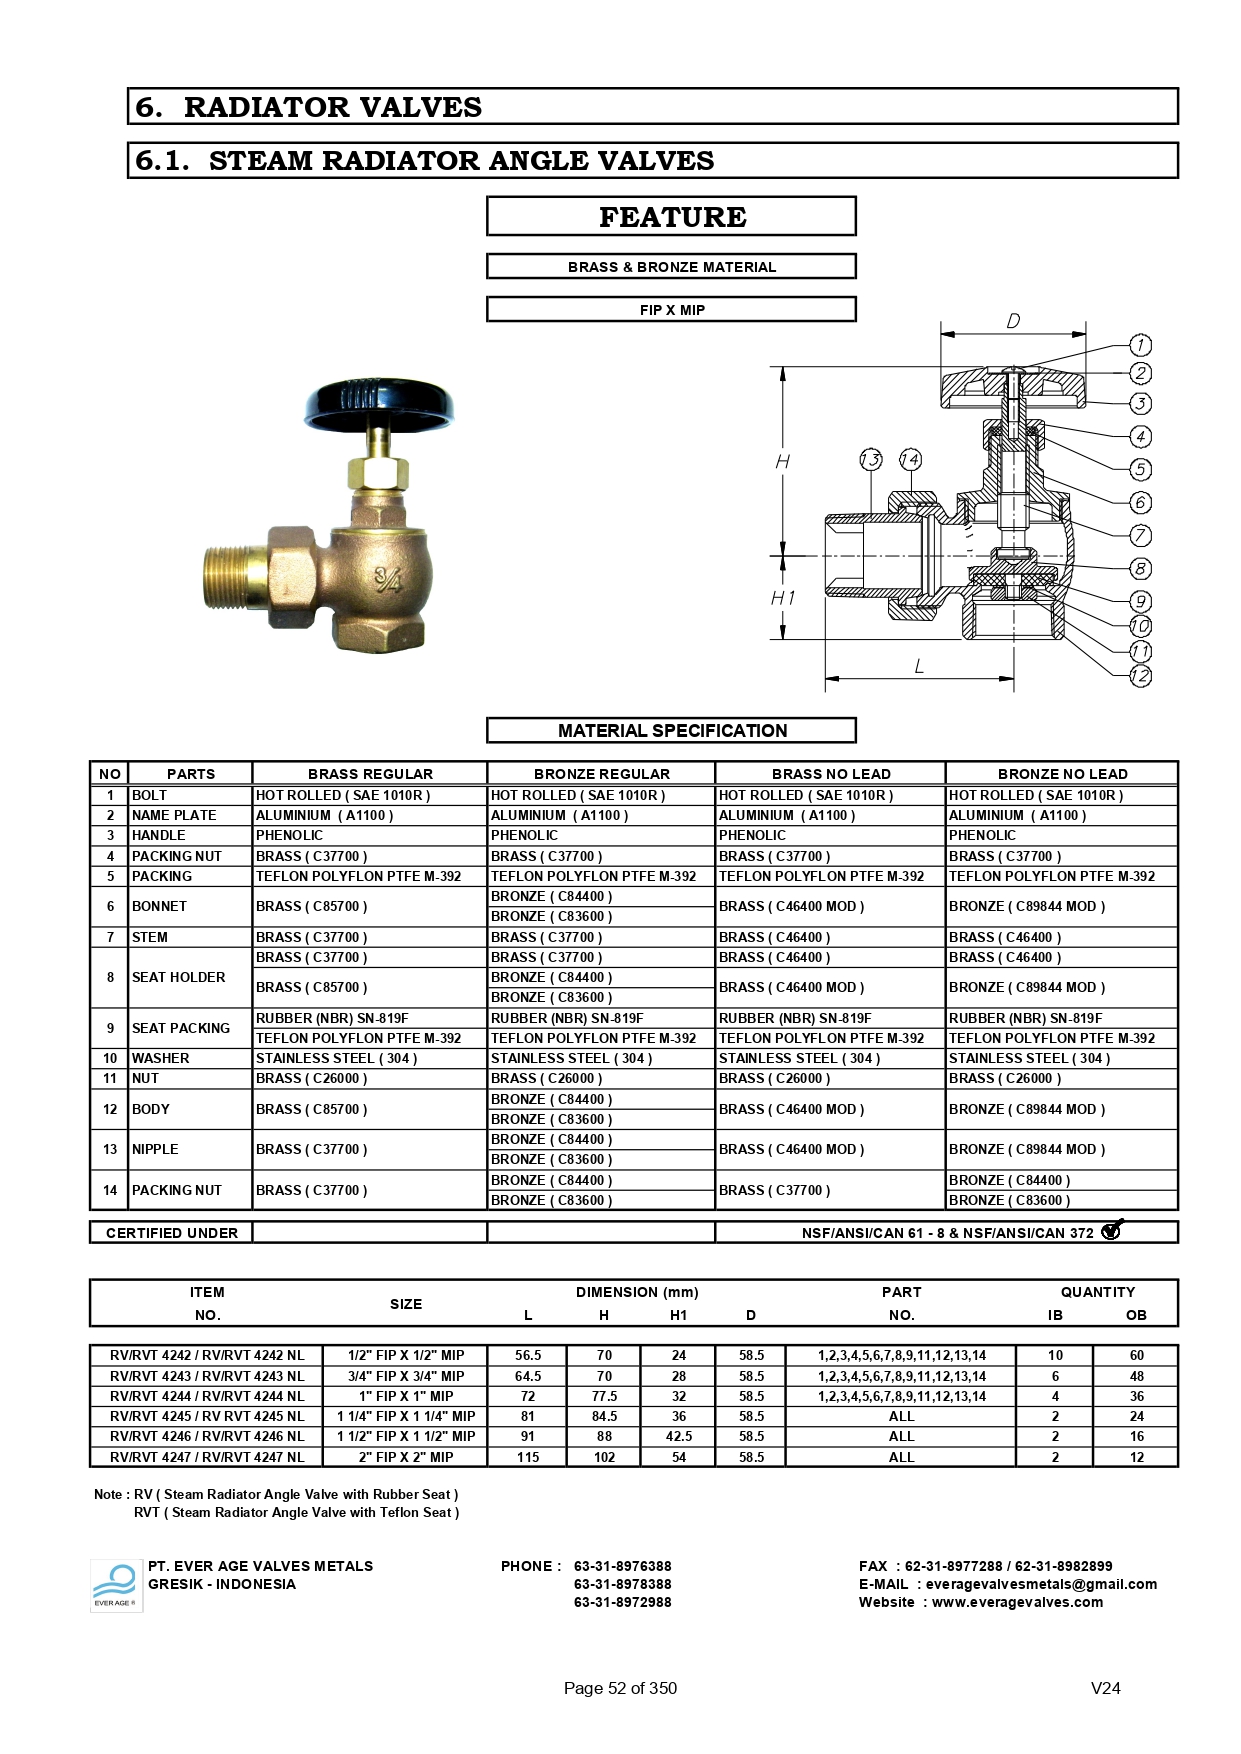 6. RADIATOR VALVES
6.1. STEAM RADIATOR ANGLE VALVES
FEATURE
BRASS & BRONZE MATERIAL
FIP X MIP
D
1
2
3
4
5
6
7
8
9
10
11
12
13 14
H
H1
L
3/4
MATERIAL SPECIFICATION
NO PARTS BRASS REGULAR BRONZE REGULAR BRASS NO LEAD BRONZE NO LEAD
1 BOLT HOT ROLLED ( SAE 1010R ) HOT ROLLED ( SAE 1010R ) HOT ROLLED ( SAE 1010R ) HOT ROLLED ( SAE 1010R )
2 NAME PLATE ALUMINIUM ( A1100 ) ALUMINIUM ( A1100 ) ALUMINIUM ( A1100 ) ALUMINIUM ( A1100 )
3 HANDLE PHENOLIC PHENOLIC PHENOLIC PHENOLIC
4 PACKING NUT BRASS ( C37700 ) BRASS ( C37700 ) BRASS ( C37700 ) BRASS ( C37700 )
5 PACKING TEFLON POLYFLON PTFE M-392 TEFLON POLYFLON PTFE M-392 TEFLON POLYFLON PTFE M-392 TEFLON POLYFLON PTFE M-392
6 BONNET BRASS ( C85700 ) BRONZE ( C84400 ) BRASS ( C46400 MOD ) BRONZE ( C89844 MOD )
BRONZE ( C83600 )
7 STEM BRASS ( C37700 ) BRASS ( C37700 ) BRASS ( C46400 ) BRASS ( C46400 )
8 SEAT HOLDER BRASS ( C37700 ) BRASS ( C37700 ) BRASS ( C46400 ) BRASS ( C46400 )
BRASS ( C85700 ) BRONZE ( C84400 ) BRASS ( C46400 MOD ) BRONZE ( C89844 MOD )
BRONZE ( C83600 )
9 SEAT PACKING RUBBER (NBR) SN-819F RUBBER (NBR) SN-819F RUBBER (NBR) SN-819F RUBBER (NBR) SN-819F
TEFLON POLYFLON PTFE M-392 TEFLON POLYFLON PTFE M-392 TEFLON POLYFLON PTFE M-392 TEFLON POLYFLON PTFE M-392
10 WASHER STAINLESS STEEL ( 304 ) STAINLESS STEEL ( 304 ) STAINLESS STEEL ( 304 ) STAINLESS STEEL ( 304 )
11 NUT BRASS ( C26000 ) BRASS ( C26000 ) BRASS ( C26000 ) BRASS ( C26000 )
12 BODY BRASS ( C85700 ) BRONZE ( C84400 ) BRASS ( C46400 MOD ) BRONZE ( C89844 MOD )
BRONZE ( C83600 )
13 NIPPLE BRASS ( C37700 ) BRONZE ( C84400 ) BRASS ( C46400 MOD ) BRONZE ( C89844 MOD )
BRONZE ( C83600 )
14 PACKING NUT BRASS ( C37700 ) BRONZE ( C84400 ) BRASS ( C37700 ) BRONZE ( C84400 )
BRONZE ( C83600 ) BRONZE ( C83600 )
CERTIFIED UNDER NSF/ANSI/CAN 61 - 8 & NSF/ANSI/CAN 372
ITEM NO. SIZE DIMENSION (mm) PART NO. QUANTITY
L H H1 D IB OB
RV/RVT 4242 / RV/RVT 4242 NL 1/2" FIP X 1/2" MIP 56.5 70 24 58.5 1,2,3,4,5,6,7,8,9,11,12,13,14 10 60
RV/RVT 4243 / RV/RVT 4243 NL 3/4" FIP X 3/4" MIP 64.5 70 28 58.5 1,2,3,4,5,6,7,8,9,11,12,13,14 6 48
RV/RVT 4244 / RV/RVT 4244 NL 1" FIP X 1" MIP 72 77.5 32 58.5 1,2,3,4,5,6,7,8,9,11,12,13,14 4 36
RV/RVT 4245 / RV RVT 4245 NL 1 1/4" FIP X 1 1/4" MIP 81 84.5 36 58.5 ALL 2 24
RV/RVT 4246 / RV/RVT 4246 NL 1 1/2" FIP X 1 1/2" MIP 91 88 42.5 58.5 ALL 2 16
RV/RVT 4247 / RV/RVT 4247 NL 2" FIP X 2" MIP 115 102 54 58.5 ALL 2 12
Note : RV ( Steam Radiator Angle Valve with Rubber Seat )
RVT ( Steam Radiator Angle Valve with Teflon Seat )
EVER AGE ®
PT. EVER AGE VALVES METALS PHONE : 63-31-8976388 FAX : 62-31-8977288 / 62-31-8982899
GRESIK - INDONESIA 63-31-8978388 E-MAIL : everagevalvesmetals@gmail.com
63-31-8972988 Website : www.everagevalves.com
Page 52 of 350 V24